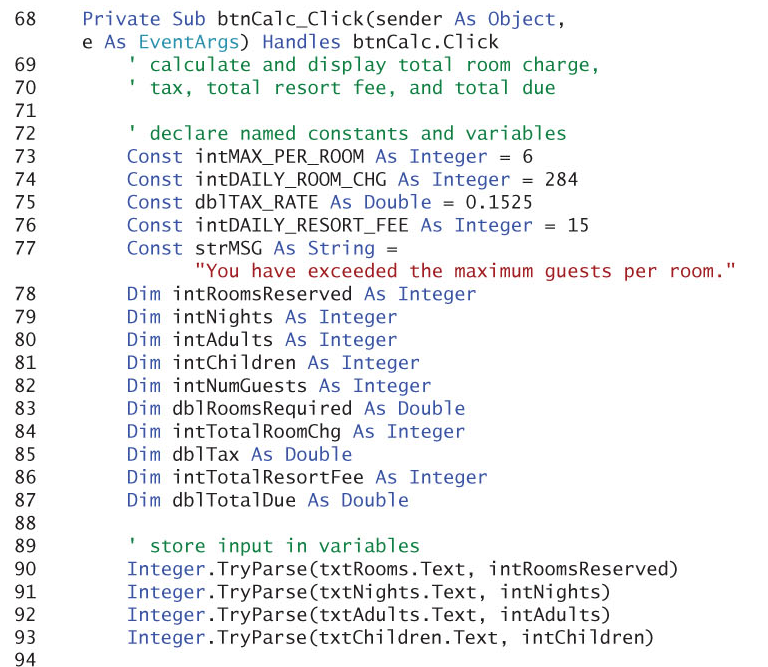 68 Private Sub btnCalc_Click(sender As Object,
e As EventArgs) Handles btnCalc.Click
69 ' calculate and display total room charge,
70 ' tax, total resort fee, and total due
71
72 ' declare named constants and variables
73 Const intMAX_PER_ROOM As Integer = 6
74 Const intDAILY_ROOM_CHG As Integer = 284
75 Const dblTAX_RATE As Double = 0.1525
76 Const intDAILY_RESORT_FEE As Integer = 15
77 Const strMSG As String =
"You have exceeded the maximum guests per room."
78 Dim intRoomsReserved As Integer
79 Dim intNights As Integer
80 Dim intAdults As Integer
81 Dim intChildren As Integer
82 Dim intNumGuests As Integer
83 Dim dblRoomsRequired As Double
84 Dim intTotalRoomChg As Integer
85 Dim dblTax As Double
86 Dim intTotalResortFee As Integer
87 Dim dblTotalDue As Double
88
89 ' store input in variables
90 Integer.TryParse(txtRooms.Text, intRoomsReserved)
91 Integer.TryParse(txtNights.Text, intNights)
92 Integer.TryParse(txtAdults.Text, intAdults)
93 Integer.TryParse(txtChildren.Text, intChildren)
94